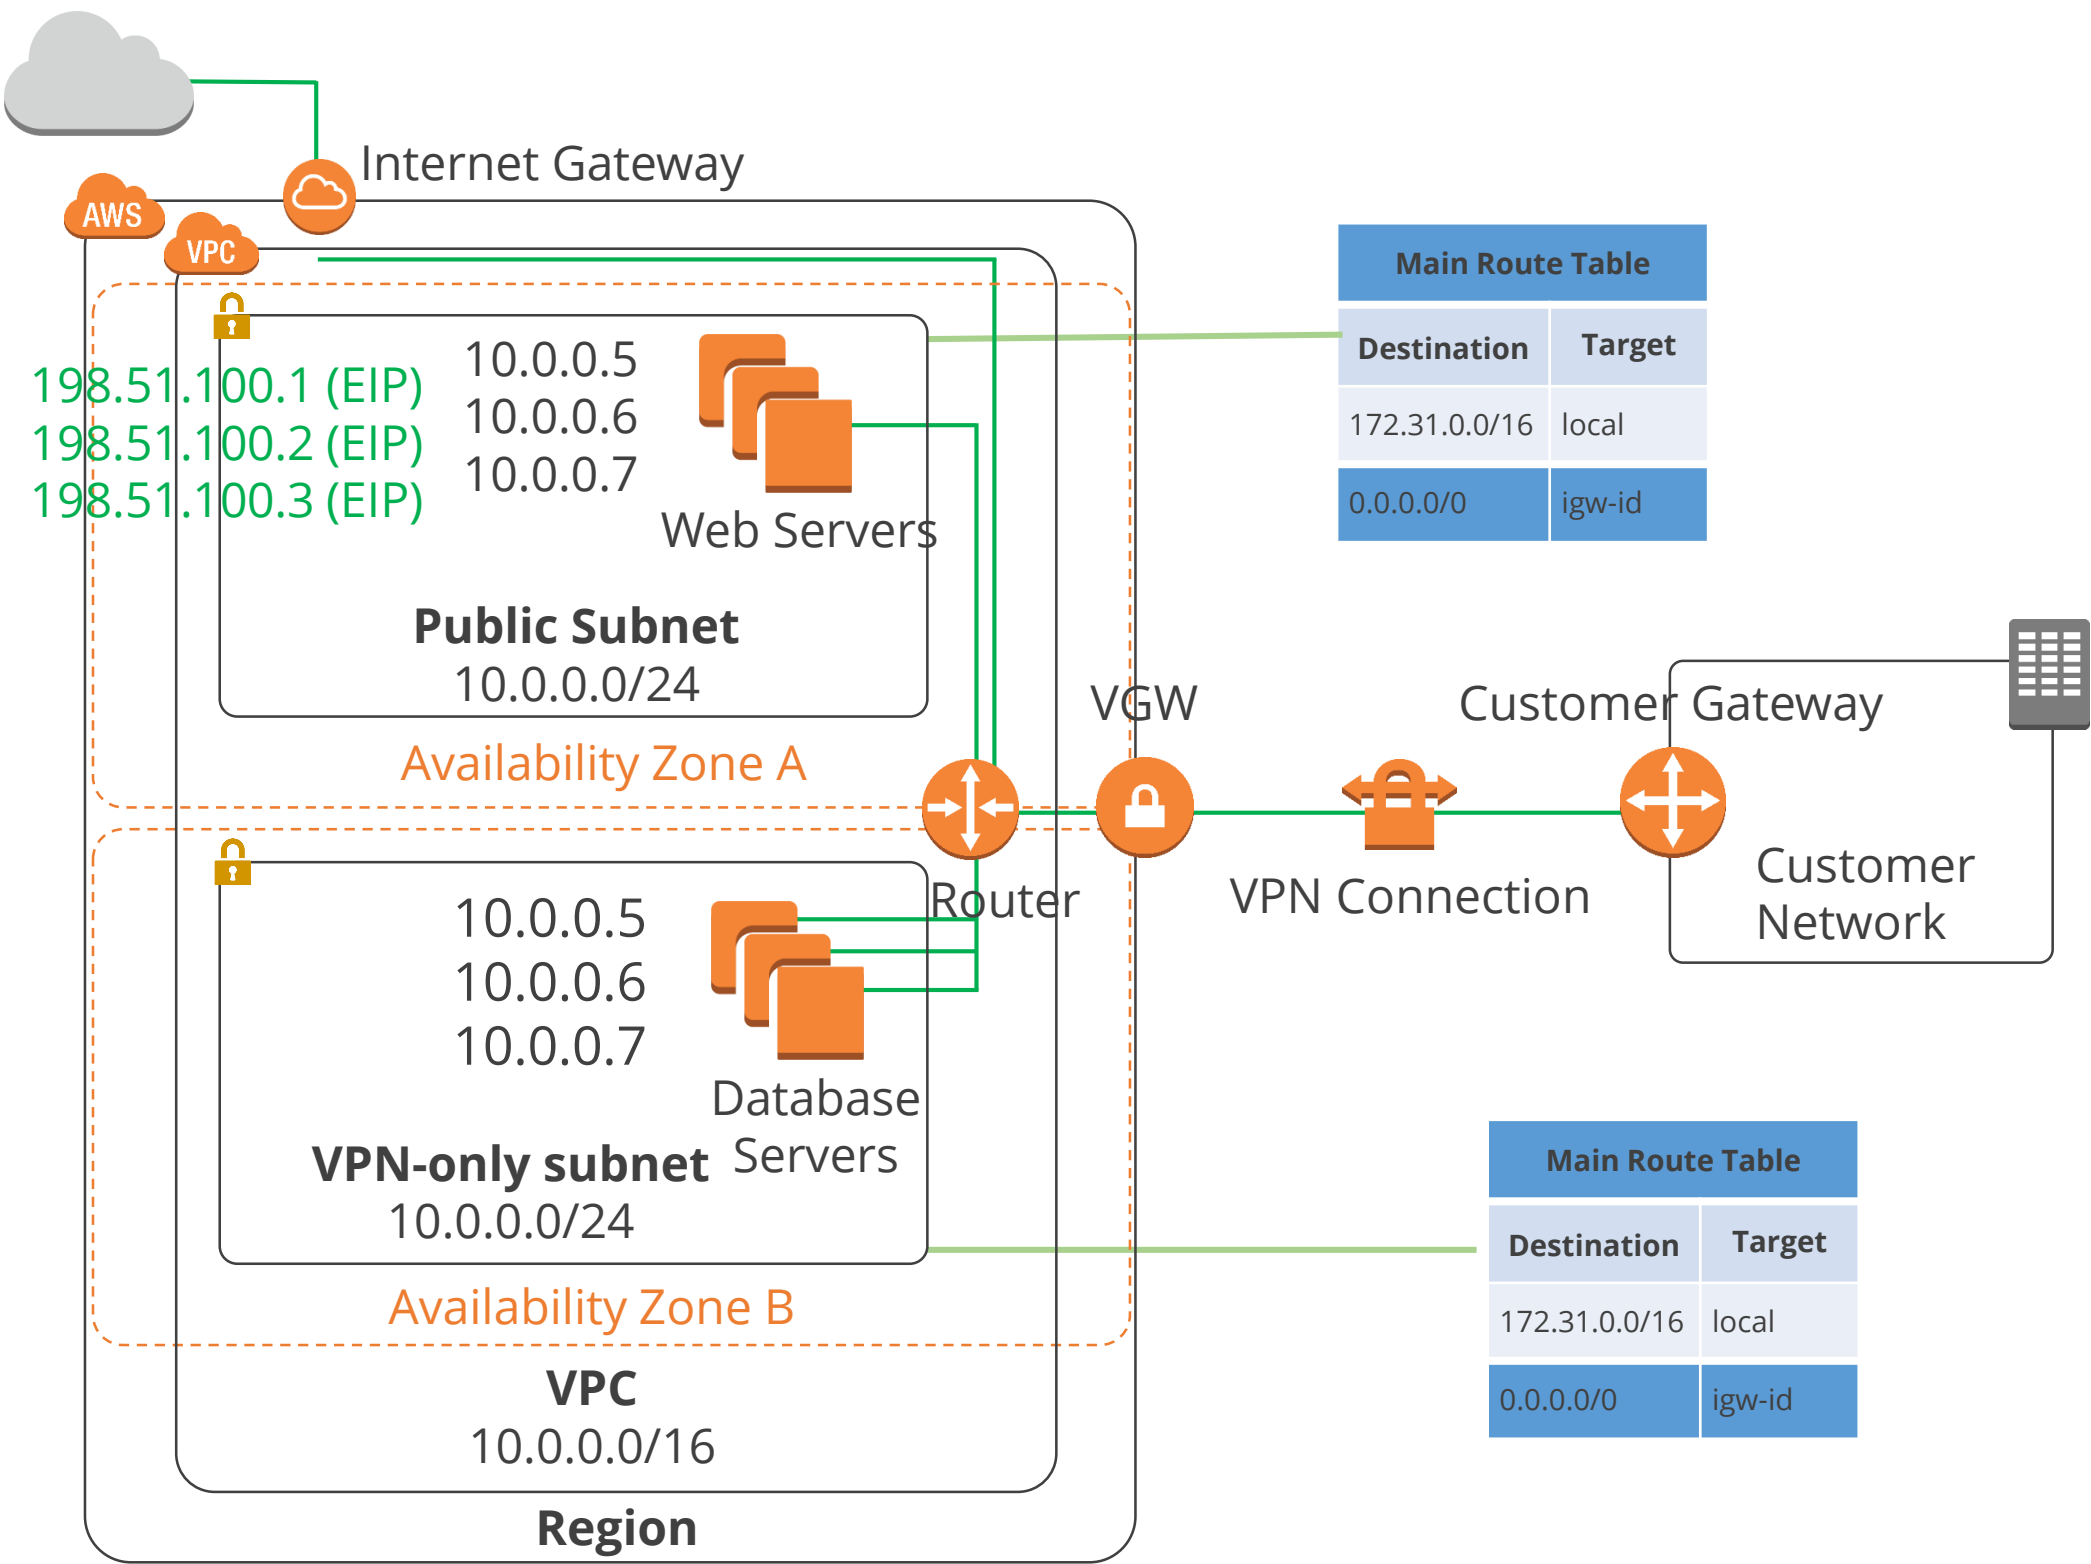 Internet Gateway
AWS
VPC
198.51.100.1 (EIP)
198.51.100.2 (EIP)
198.51.100.3 (EIP)
10.0.0.5
10.0.0.6
10.0.0.7
Web Servers
Public Subnet
10.0.0.0/24
Availability Zone A
Main Route Table
Destination Target
172.31.0.0/16 local
0.0.0.0/0 igw-id
VGW
Router
VPN Connection
Customer Gateway
Customer
Network
10.0.0.5
10.0.0.6
10.0.0.7
Database
Servers
VPN-only subnet
10.0.0.0/24
Availability Zone B
Main Route Table
Destination Target
172.31.0.0/16 local
0.0.0.0/0 igw-id
VPC
10.0.0.0/16
Region